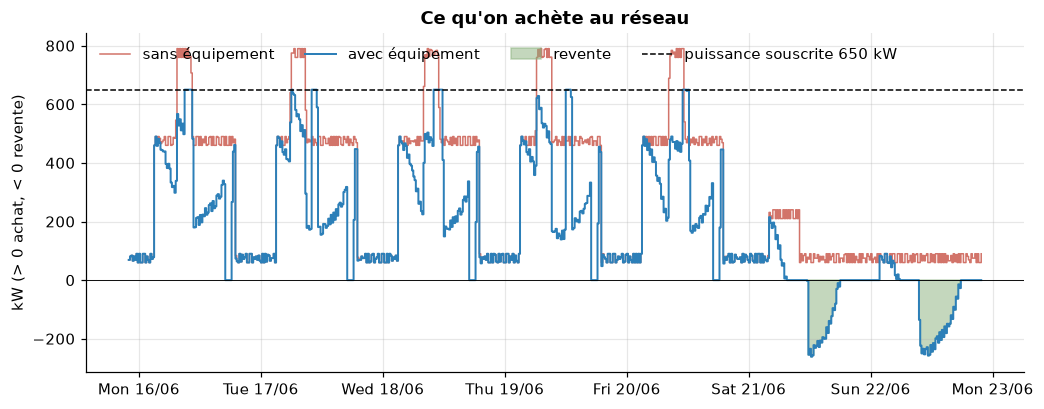 Ce qu'on achète au réseau
sans équipement avec équipement revente puissance souscrite 650 kW
kW (> 0 achat, < 0 revente)
800
600
400
200
0
−200
Mon 16/06 Tue 17/06 Wed 18/06 Thu 19/06 Fri 20/06 Sat 21/06 Sun 22/06 Mon 23/06